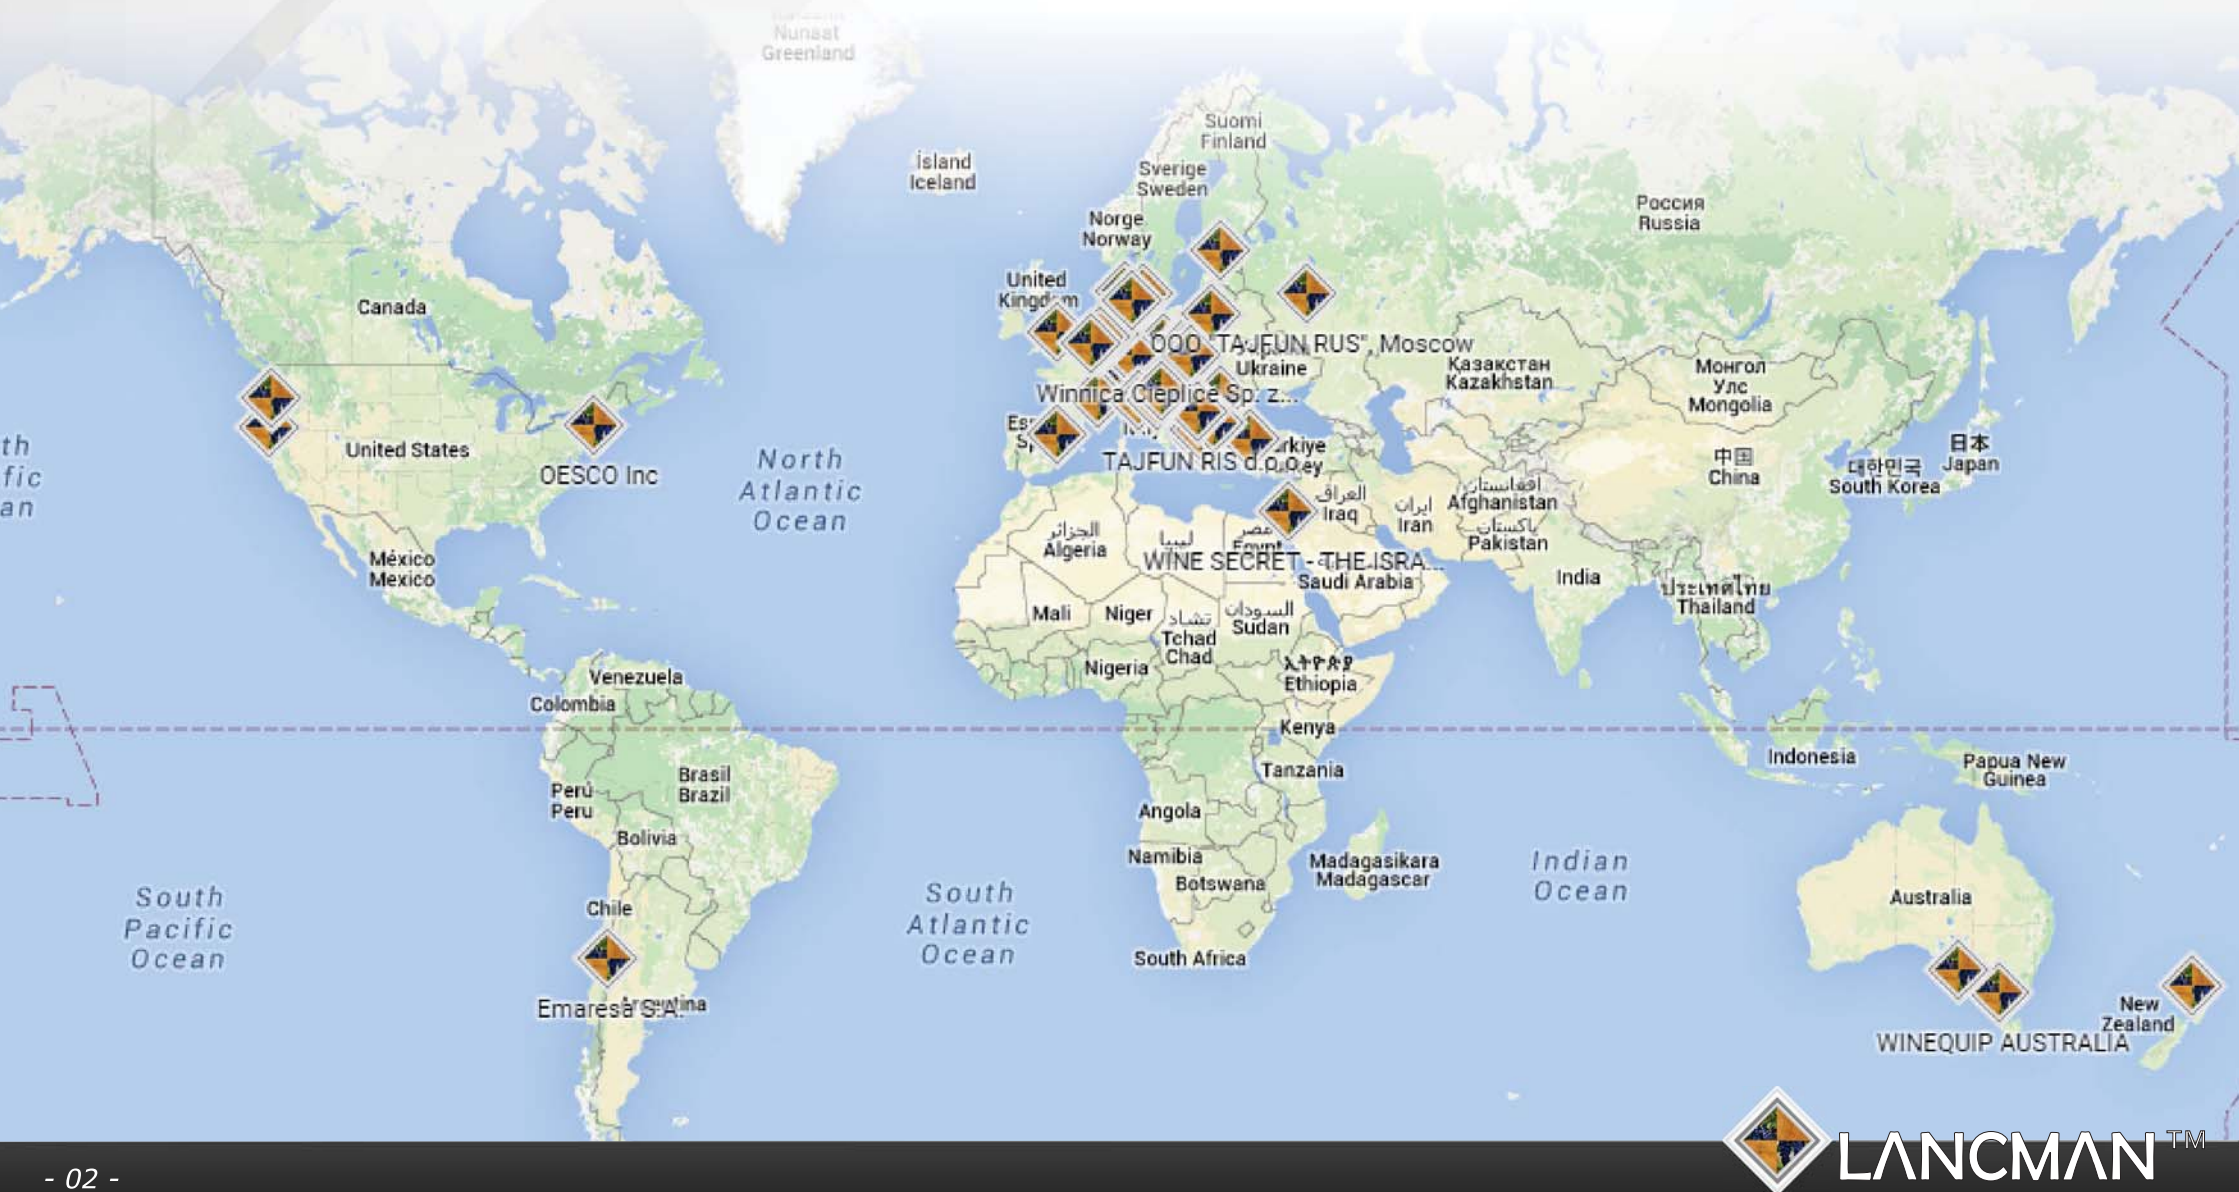 Nunaat
Greenland
Suomi
Finland
Ísland
Iceland
Sverige
Sweden
Россия
Russia
Norge
Norway
United
Kingdom
Canada
ООО "TAJFUN RUS", Moscow
Ukraine
Қазақстан
Kazakhstan
Монгол
Улс
Mongolia
Winnica Cieplice Sp. z...
United States
North
Atlantic
Ocean
TAJFUN RIS d.o.o.
OESCO Inc
中国
China
日本
Japan
대한민국
South Korea
العراق
Iraq
ایران
Iran
افغانستان
Afghanistan
پاکستان
Pakistan
الجزائر
Algeria
ليبيا
مصر
Egypt
WINE SECRET - THE ISRA...
Saudi Arabia
México
Mexico
India
ประเทศไทย
Thailand
Mali
Niger
تشاد
Tchad
Chad
السودان
Sudan
Nigeria
ኢትዮጵያ
Ethiopia
Venezuela
Colombia
Kenya
Indonesia
Papua New
Guinea
Tanzania
Brasil
Brazil
Perú
Peru
Angola
Bolivia
Namibia
Madagasikara
Madagascar
Botswana
Indian
Ocean
South
Pacific
Ocean
South
Atlantic
Ocean
Chile
Australia
South Africa
Emaresa S.A.
Argentina
New
Zealand
WINEQUIP AUSTRALIA
LANCMAN™
- 02 -